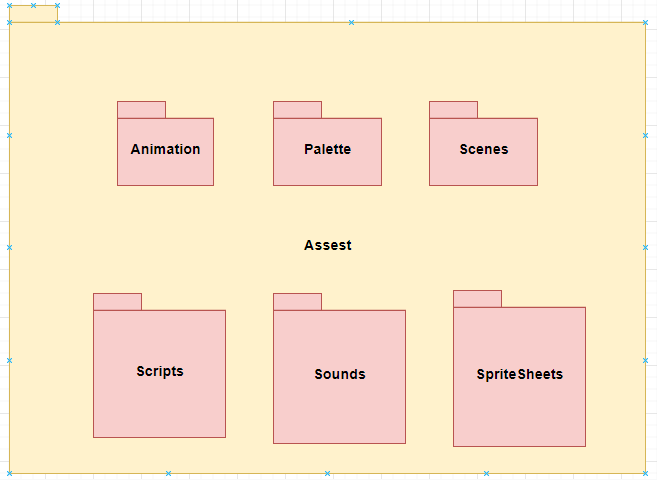 Animation
Palette
Scenes
Assest
Scripts
Sounds
SpriteSheets